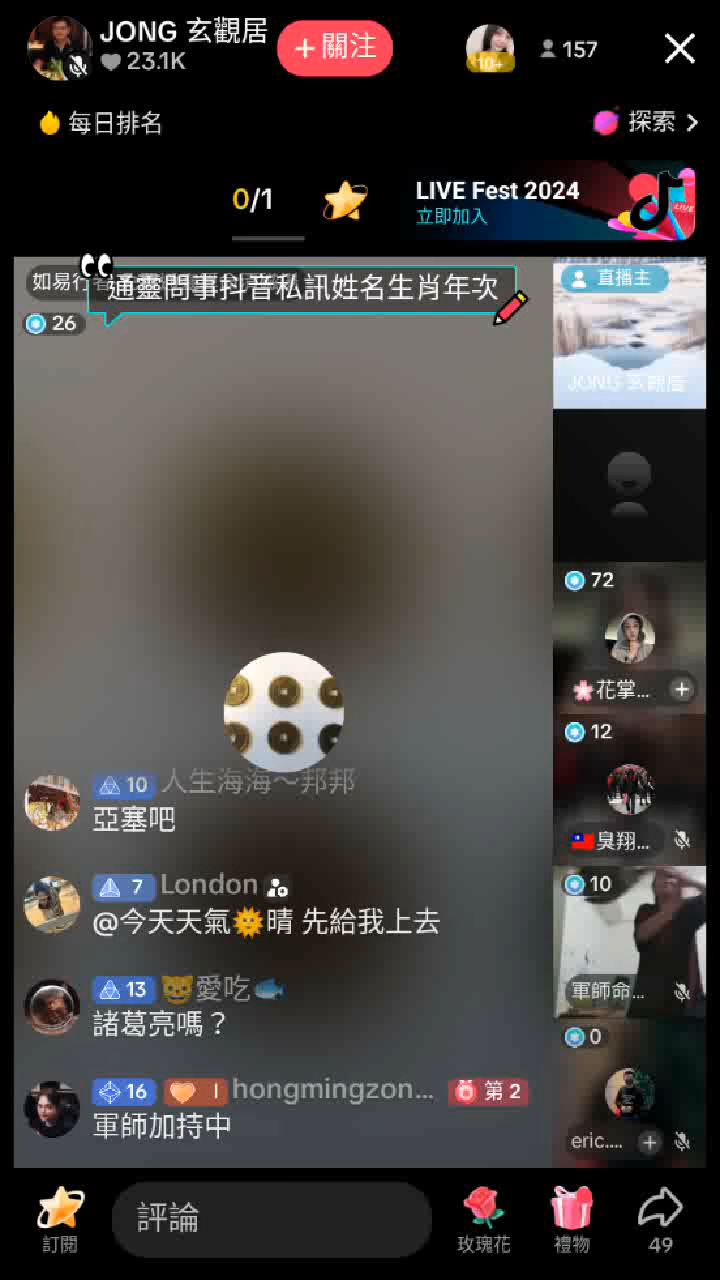 JONG 玄觀居
23.1K
+ 關注
10+
157
每日排名
探索
0/1
LIVE Fest 2024
立即加入
LIVE
如易行者
通靈問事抖音私訊姓名生肖年次
26
直播主
JONG 玄觀居
72
花掌...
12
臭翔...
10
軍師命...
0
eric....
10 人生海海～邦邦
亞塞吧
7 London
@今天天氣🌞晴 先給我上去
13 😺愛吃🐟
諸葛亮嗎？
16 I hongmingzon... 第 2
軍師加持中
訂閱
評論
玫瑰花
禮物
49